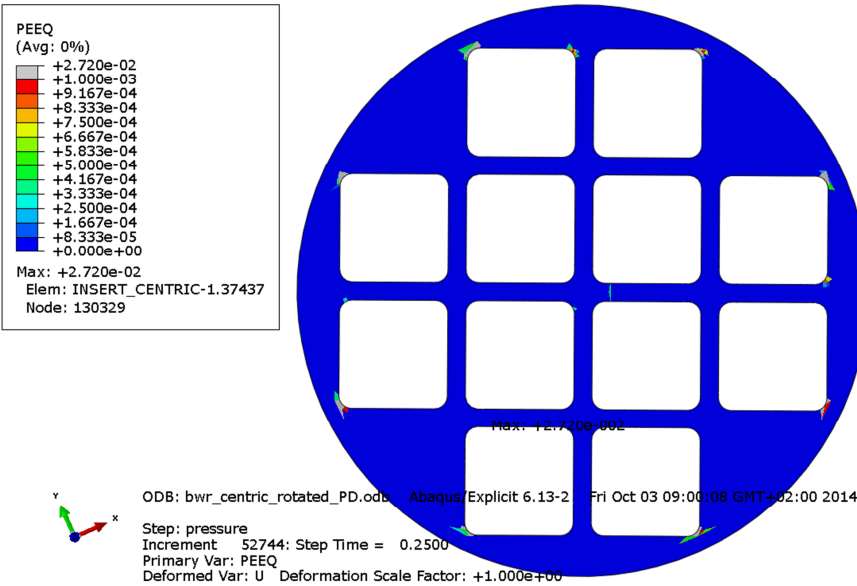 PEEQ
(Avg: 0%)
+2.720e-02
+1.000e-03
+9.167e-04
+8.333e-04
+7.500e-04
+6.667e-04
+5.833e-04
+5.000e-04
+4.167e-04
+3.333e-04
+2.500e-04
+1.667e-04
+8.333e-05
+0.000e+00
Max: +2.720e-02
Elem: INSERT_CENTRIC-1.37437
Node: 130329
Max: +2.720e-002
Y
X
ODB: bwr_centric_rotated_PD.odb Abaqus/Explicit 6.13-2 Fri Oct 03 09:00:08 GMT+02:00 2014
Step: pressure
Increment 52744: Step Time = 0.2500
Primary Var: PEEQ
Deformed Var: U Deformation Scale Factor: +1.000e+00